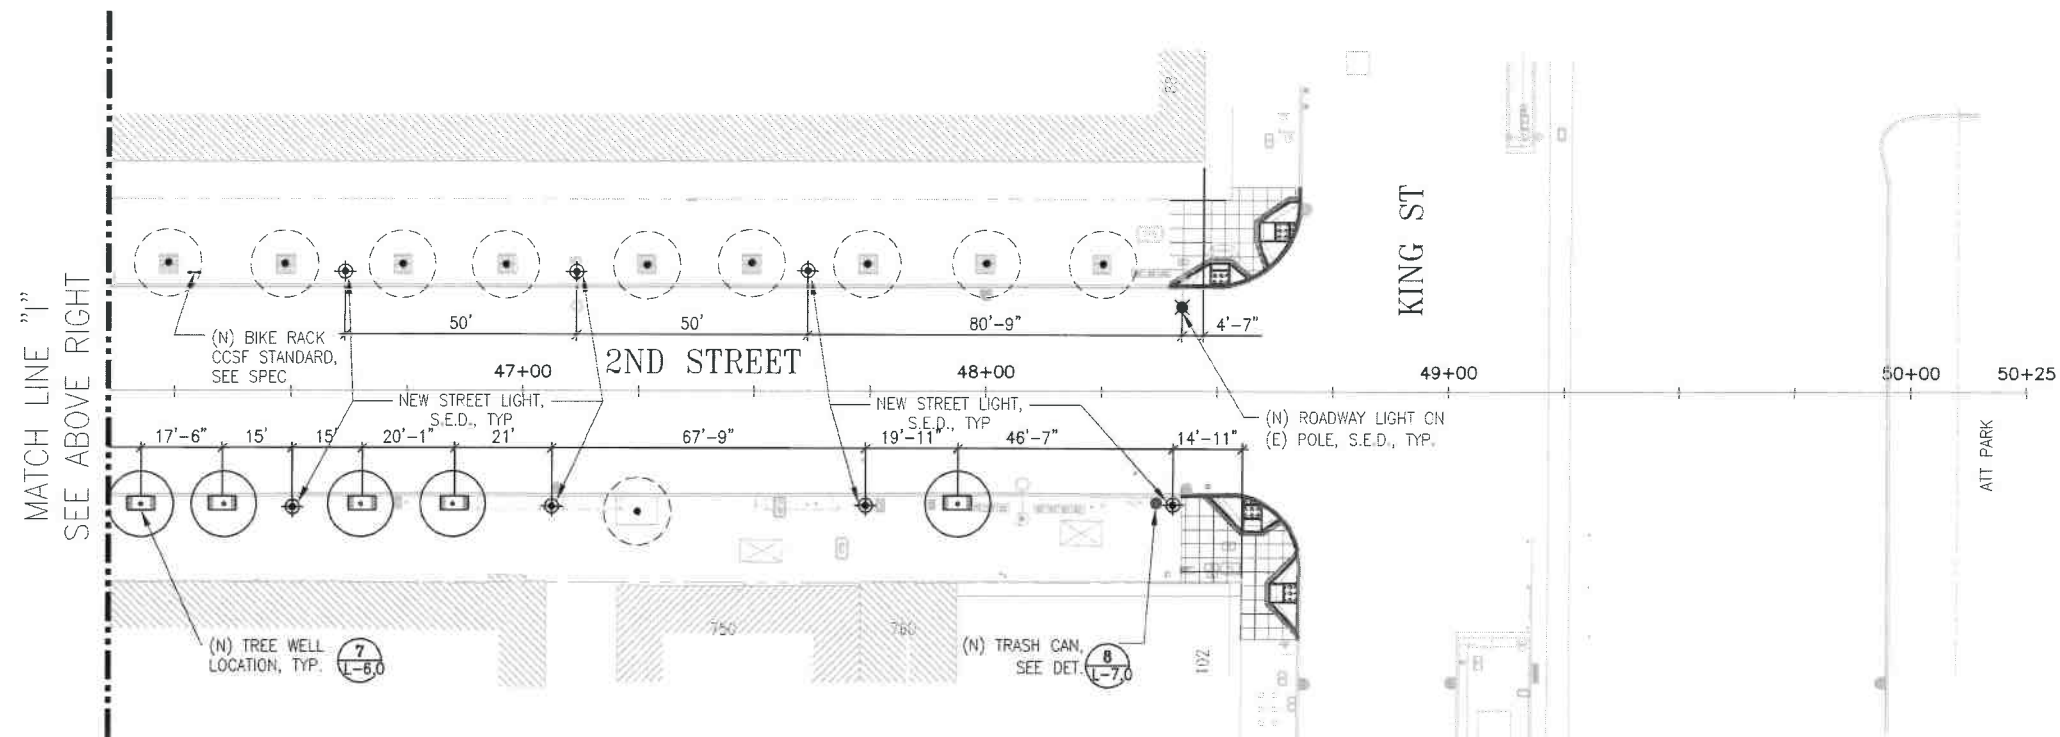 88
MATCH LINE "I"
SEE ABOVE RIGHT
KING ST
50'
50'
80'-9"
4'-7"
(N) BIKE RACK
CCSF STANDARD,
SEE SPEC
2ND STREET
47+00
48+00
49+00
50+00
50+25
NEW STREET LIGHT,
S.E.D., TYP
NEW STREET LIGHT,
S.E.D., TYP
(N) ROADWAY LIGHT ON
(E) POLE, S.E.D., TYP.
17'-6"
15'
15'
20'-1"
21'
67'-9"
19'-11"
46'-7"
14'-11"
ATT PARK
750
760
102
(N) TREE WELL
LOCATION, TYP.
7
L-6.0
(N) TRASH CAN,
SEE DET.
8
L-7.0